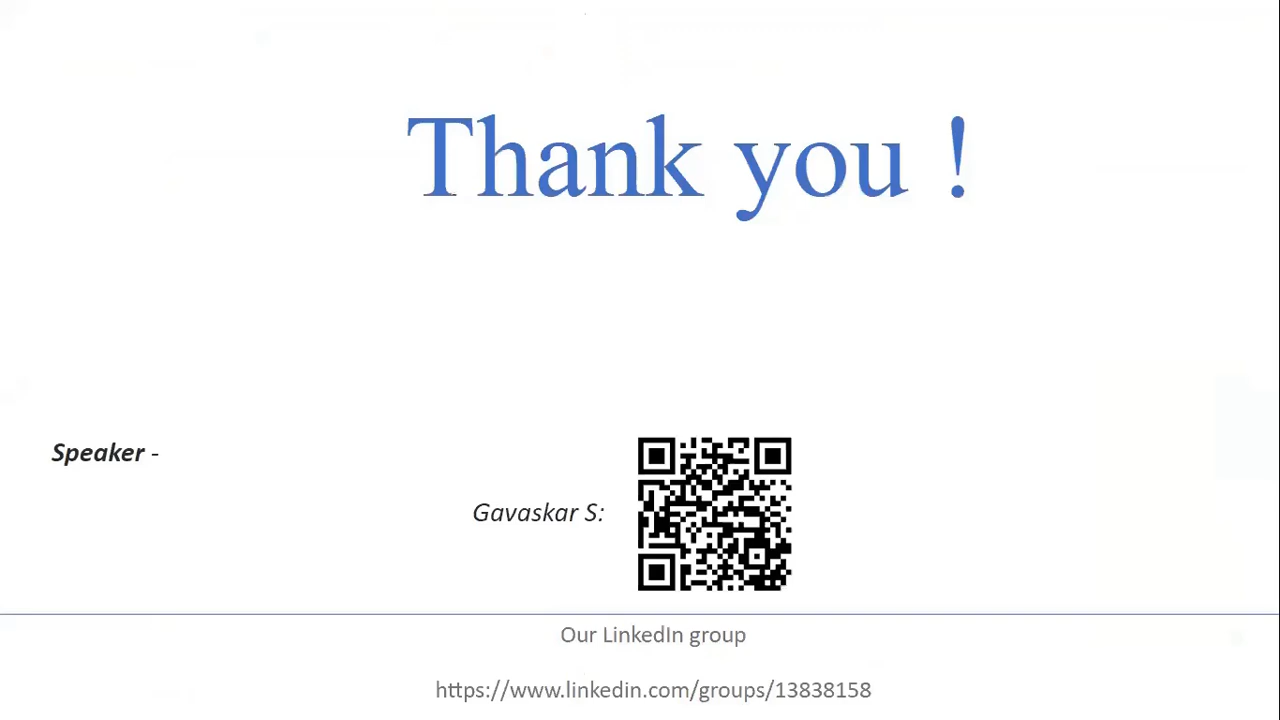 Thank you !
Speaker -
Gavaskar S:
Our LinkedIn group
https://www.linkedin.com/groups/13838158